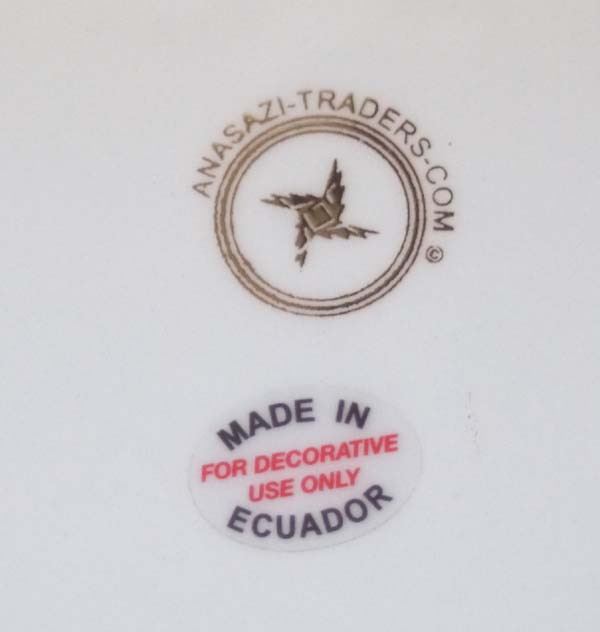 ANASAZI-TRADERS-COM ©
MADE IN
FOR DECORATIVE
USE ONLY
ECUADOR